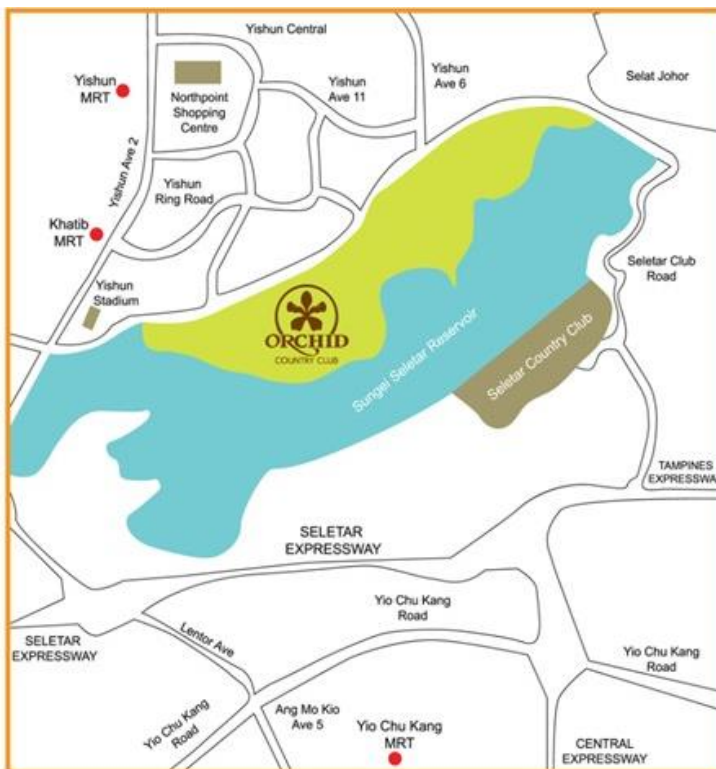 Yishun Central
Yishun
MRT
Northpoint
Shopping
Centre
Yishun
Ave 11
Yishun
Ave 6
Selat Johor
Yishun Ave 2
Yishun
Ring Road
Khatib
MRT
Yishun
Stadium
Seletar Club
Road
ORCHID
COUNTRY CLUB
Sungei Seletar Reservoir
Seletar Country Club
TAMPINES
EXPRESSWAY
SELETAR
EXPRESSWAY
Yio Chu Kang
Road
Lentor Ave
SELETAR
EXPRESSWAY
Yio Chu Kang
Road
Yio Chu Kang
Road
Ang Mo Kio
Ave 5
Yio Chu Kang
MRT
CENTRAL
EXPRESSWAY